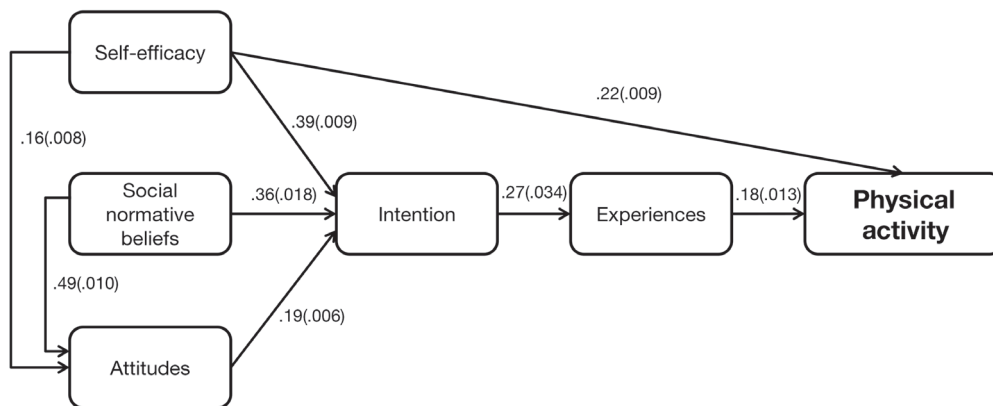 Self-efficacy
.22(.009)
.39(.009)
.16(.008)
Social
normative
beliefs
.36(.018)
Intention
.27(.034)
Experiences
.18(.013)
Physical
activity
.49(.010)
.19(.006)
Attitudes